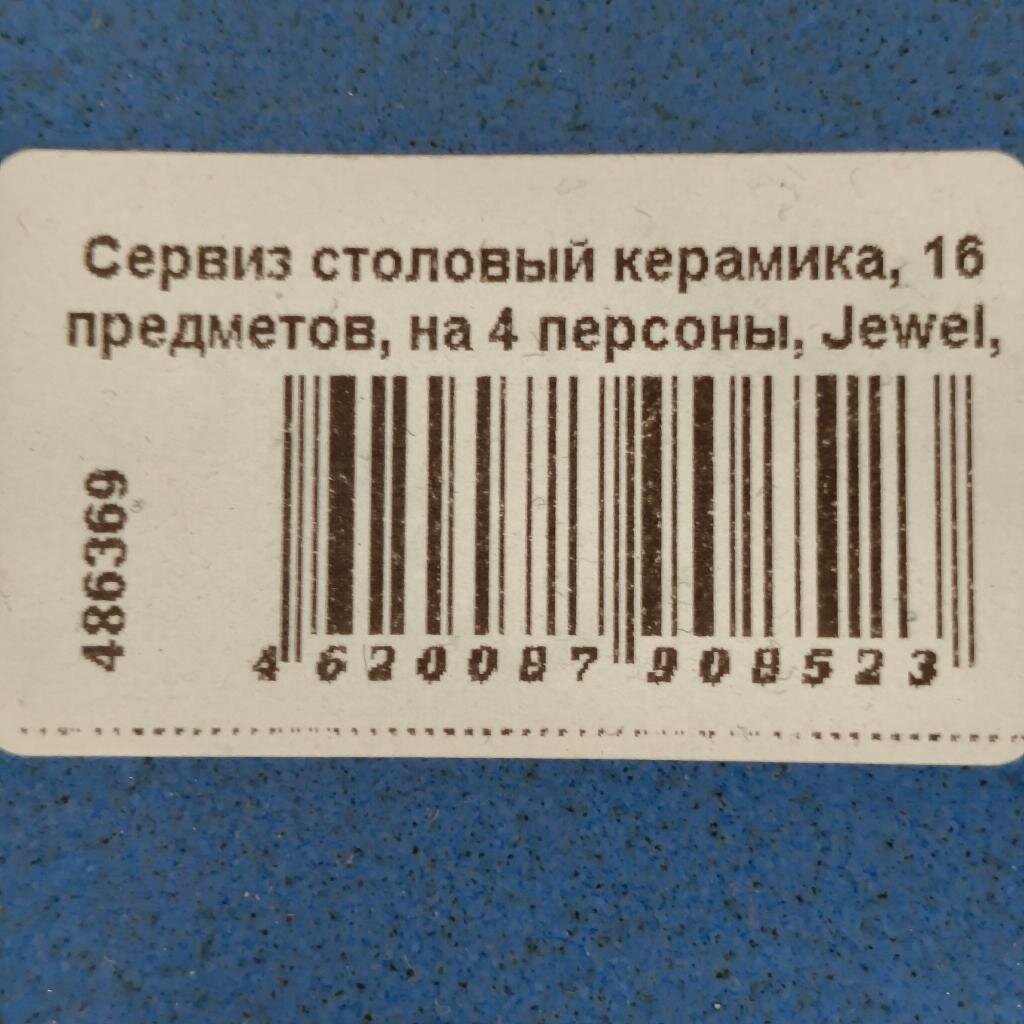 Сервиз столовый керамика, 16
предметов, на 4 персоны, Jewel,
486369
4 620087 908523